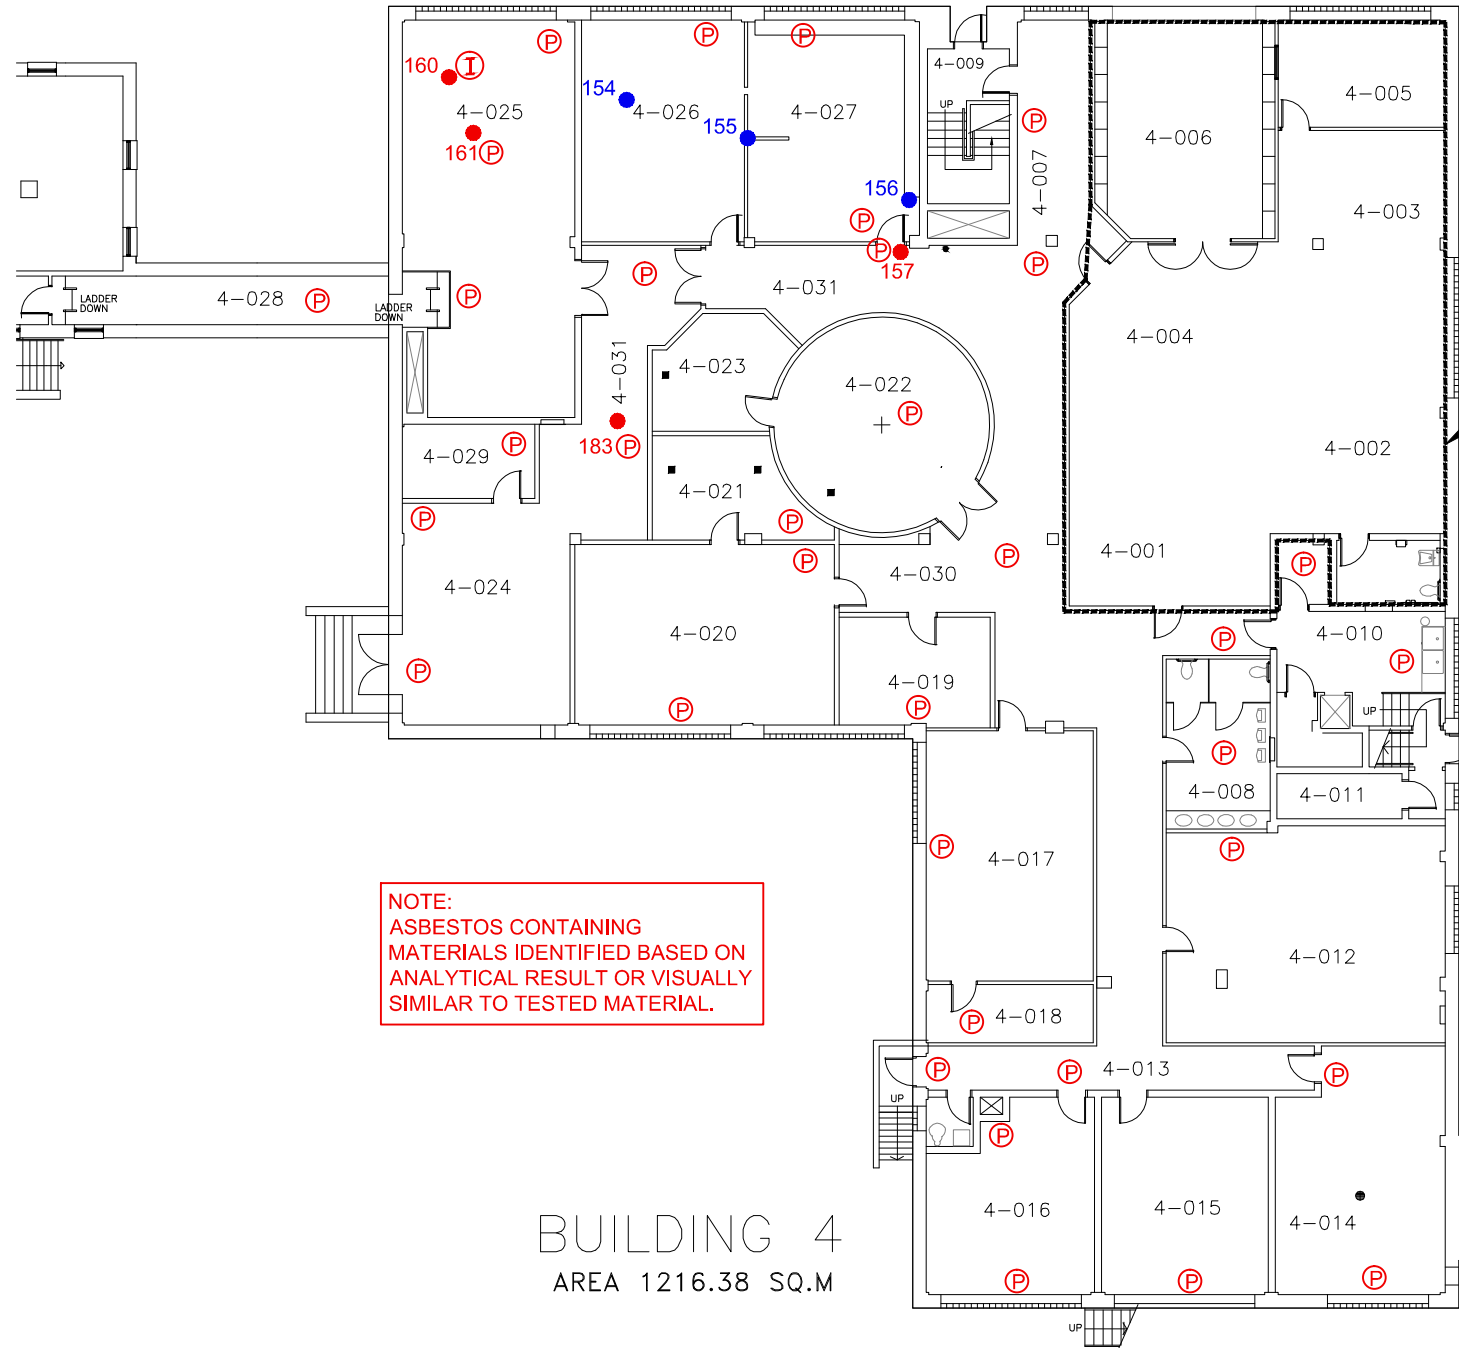 P
P
P
160
I
4-009
154
4-025
4-026
155
4-027
UP
4-005
161
P
P
4-006
4-007
156
4-003
P
P
157
P
P
4-028
P
LADDER
DOWN
LADDER
DOWN
P
4-031
4-004
4-031
4-023
4-022
P
183
P
P
4-029
4-002
4-021
P
P
P
P
P
4-001
4-030
4-024
4-020
4-010
P
P
P
4-019
P
P
UP
P
4-008
4-011
P
P
4-017
NOTE:
ASBESTOS CONTAINING
MATERIALS IDENTIFIED BASED ON
ANALYTICAL RESULT OR VISUALLY
SIMILAR TO TESTED MATERIAL.
4-012
P
4-018
P
P
4-013
P
UP
P
4-016
4-015
4-014
BUILDING 4
AREA 1216.38 SQ.M
P
P
P
UP